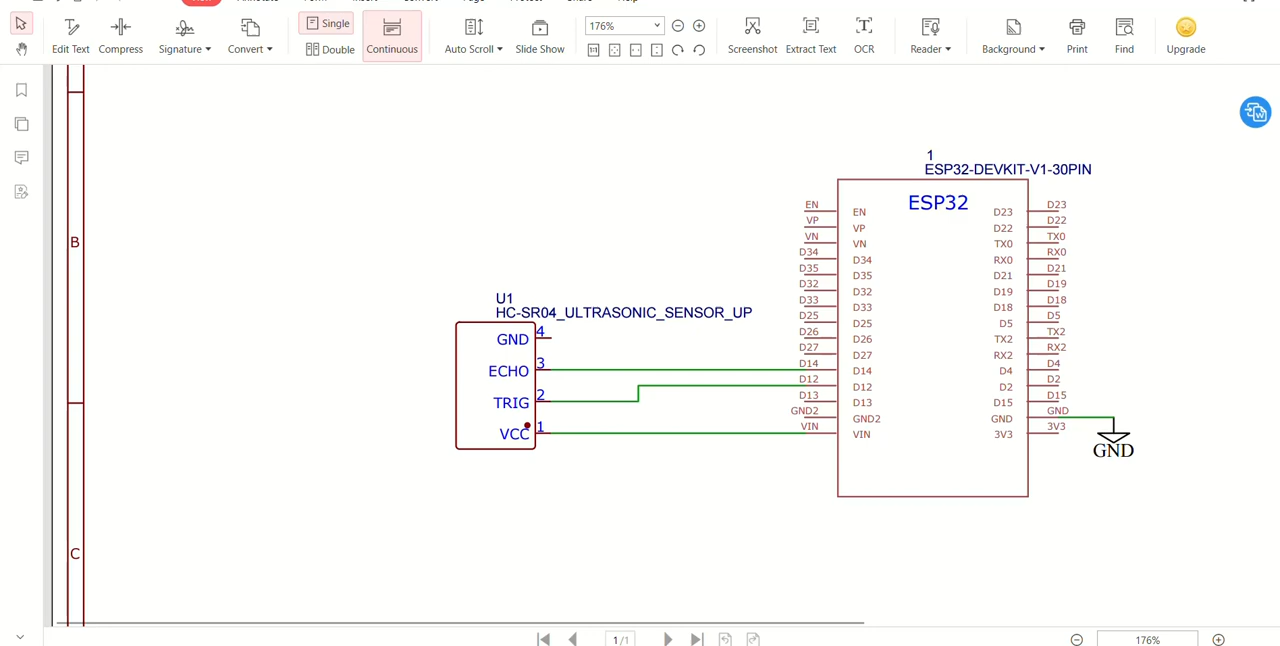 Edit Text
Compress
Signature
Convert
Single
Double
Continuous
Auto Scroll
Slide Show
176%
Screenshot
Extract Text
OCR
Reader
Background
Print
Find
Upgrade
B
C
1
ESP32-DEVKIT-V1-30PIN
ESP32
EN EN D23 D23
VP VP D22 D22
VN VN TX0 TX0
D34 D34 RX0 RX0
D35 D35 D21 D21
D32 D32 D19 D19
D33 D33 D18 D18
D25 D25 D5 D5
D26 D26 TX2 TX2
D27 D27 RX2 RX2
D14 D14 D4 D4
D12 D12 D2 D2
D13 D13 D15 D15
GND2 GND2 GND GND
VIN VIN 3V3 3V3
GND
U1
HC-SR04_ULTRASONIC_SENSOR_UP
GND 4
ECHO 3
TRIG 2
VCC 1
1/1
176%